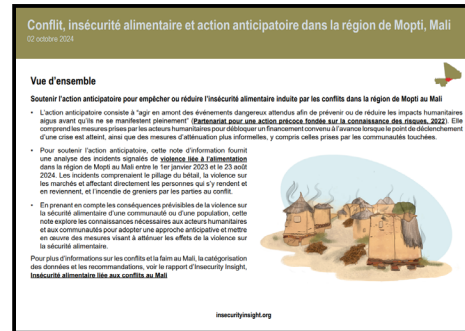 Conflit, insécurité alimentaire et action anticipatoire dans la région de Mopti, Mali
02 octobre 2024
Vue d'ensemble
Soutenir l'action anticipatoire pour empêcher ou réduire l'insécurité alimentaire induite par les conflits dans la région de Mopti au Mali
• L'action anticipatoire consiste à "agir en amont des événements dangereux attendus afin de prévenir ou de réduire les impacts humanitaires
aigus avant qu'ils ne se manifestent pleinement" (Partenariat pour une action précoce fondée sur la connaissance des risques, 2022). Elle
comprend les mesures prises par les acteurs humanitaires pour débloquer un financement convenu à l'avance lorsque le point de déclenchement
d'une crise est atteint, ainsi que des mesures d'atténuation plus informelles, y compris celles prises par les communautés touchées.
• Pour soutenir l'action anticipatoire, cette note d'information fournit
une analyse des incidents signalés de violence liée à l'alimentation
dans la région de Mopti au Mali entre le 1er janvier 2023 et le 23 août
2024. Les incidents comprenaient le pillage du bétail, la violence sur
les marchés et affectant directement les personnes qui s'y rendent et
en reviennent, et l'incendie de greniers par les parties au conflit.
• En prenant en compte les conséquences prévisibles de la violence sur
la sécurité alimentaire d'une communauté ou d'une population, cette
note explore les connaissances nécessaires aux acteurs humanitaires
et aux communautés pour adopter une approche anticipative et mettre
en œuvre des mesures visant à atténuer les effets de la violence sur
la sécurité alimentaire.
Pour plus d'informations sur les conflits et la faim au Mali, la catégorisation
des données et les recommandations, voir le rapport d'Insecurity Insight,
Insécurité alimentaire liée aux conflits au Mali
insecurityinsight.org